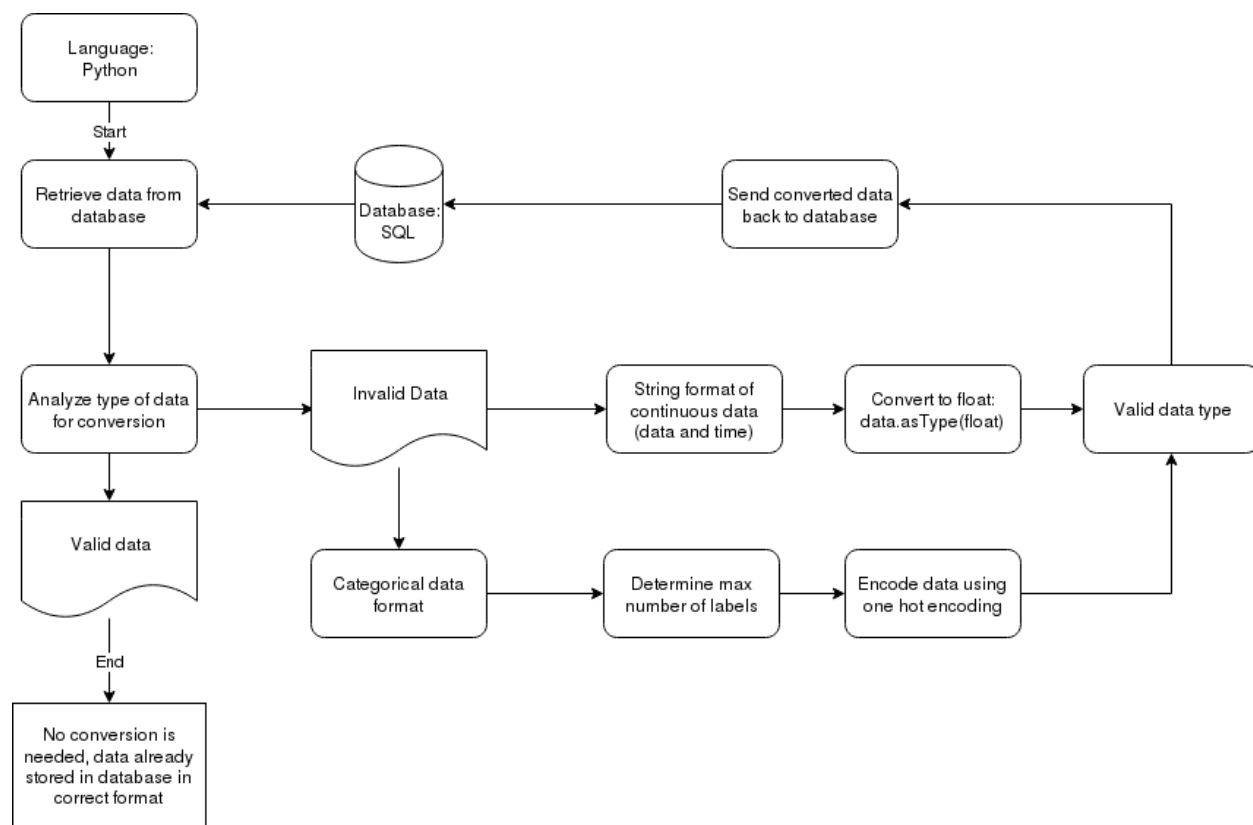 Language:
Python
Start
Retrieve data from
database
Database:
SQL
Send converted data
back to database
Analyze type of data
for conversion
Invalid Data
String format of
continuous data
(data and time)
Convert to float:
data.asType(float)
Valid data type
Valid data
Categorical data
format
Determine max
number of labels
Encode data using
one hot encoding
End
No conversion is
needed, data already
stored in database in
correct format